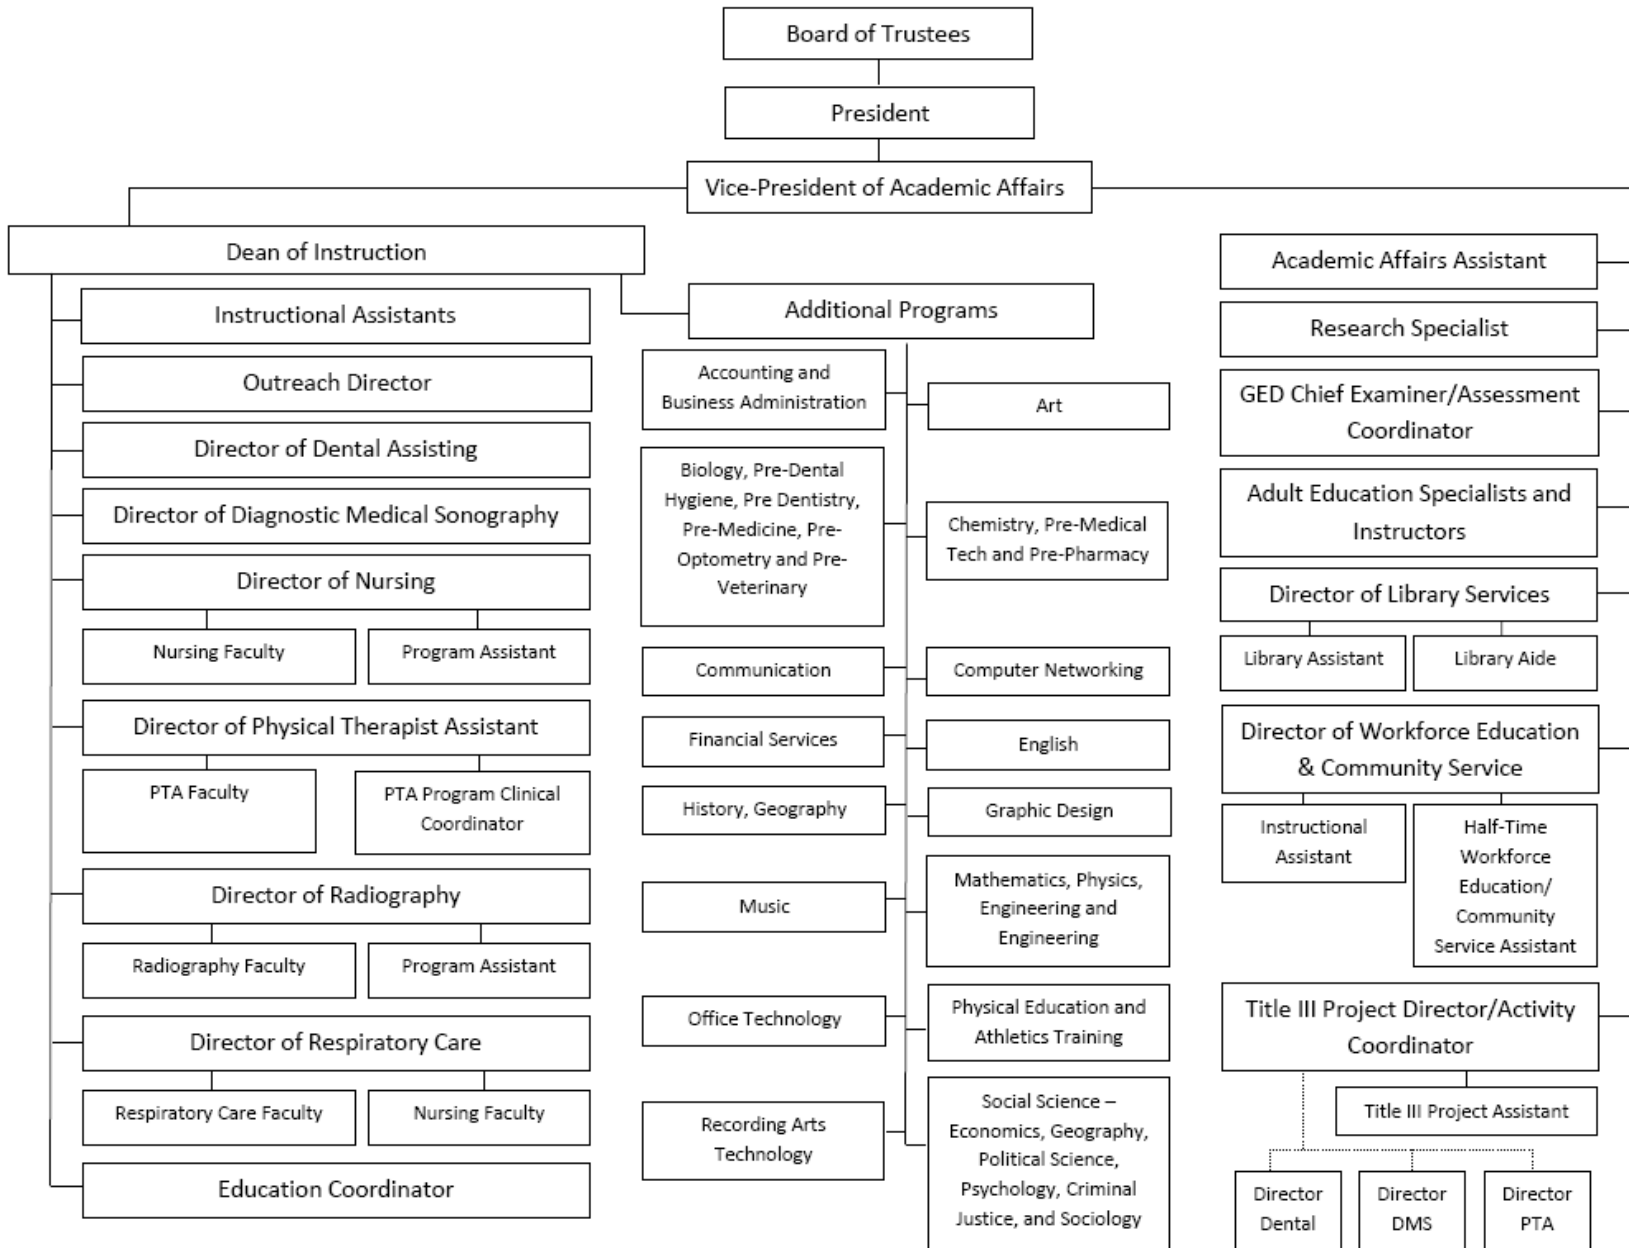 Board of Trustees
President
Vice-President of Academic Affairs
Dean of Instruction
Instructional Assistants
Outreach Director
Director of Dental Assisting
Director of Diagnostic Medical Sonography
Director of Nursing
Nursing Faculty
Program Assistant
Director of Physical Therapist Assistant
PTA Faculty
PTA Program Clinical
Coordinator
Director of Radiography
Radiography Faculty
Program Assistant
Director of Respiratory Care
Respiratory Care Faculty
Nursing Faculty
Education Coordinator
Additional Programs
Accounting and
Business Administration
Art
Biology, Pre-Dental
Hygiene, Pre Dentistry,
Pre-Medicine, Pre-
Optometry and Pre-
Veterinary
Chemistry, Pre-Medical
Tech and Pre-Pharmacy
Communication
Computer Networking
Financial Services
English
History, Geography
Graphic Design
Music
Mathematics, Physics,
Engineering and
Engineering
Office Technology
Physical Education and
Athletics Training
Recording Arts
Technology
Social Science –
Economics, Geography,
Political Science,
Psychology, Criminal
Justice, and Sociology
Academic Affairs Assistant
Research Specialist
GED Chief Examiner/Assessment
Coordinator
Adult Education Specialists and
Instructors
Director of Library Services
Library Assistant
Library Aide
Director of Workforce Education
& Community Service
Instructional
Assistant
Half-Time
Workforce
Education/
Community
Service Assistant
Title III Project Director/Activity
Coordinator
Title III Project Assistant
Director
Dental
Director
DMS
Director
PTA